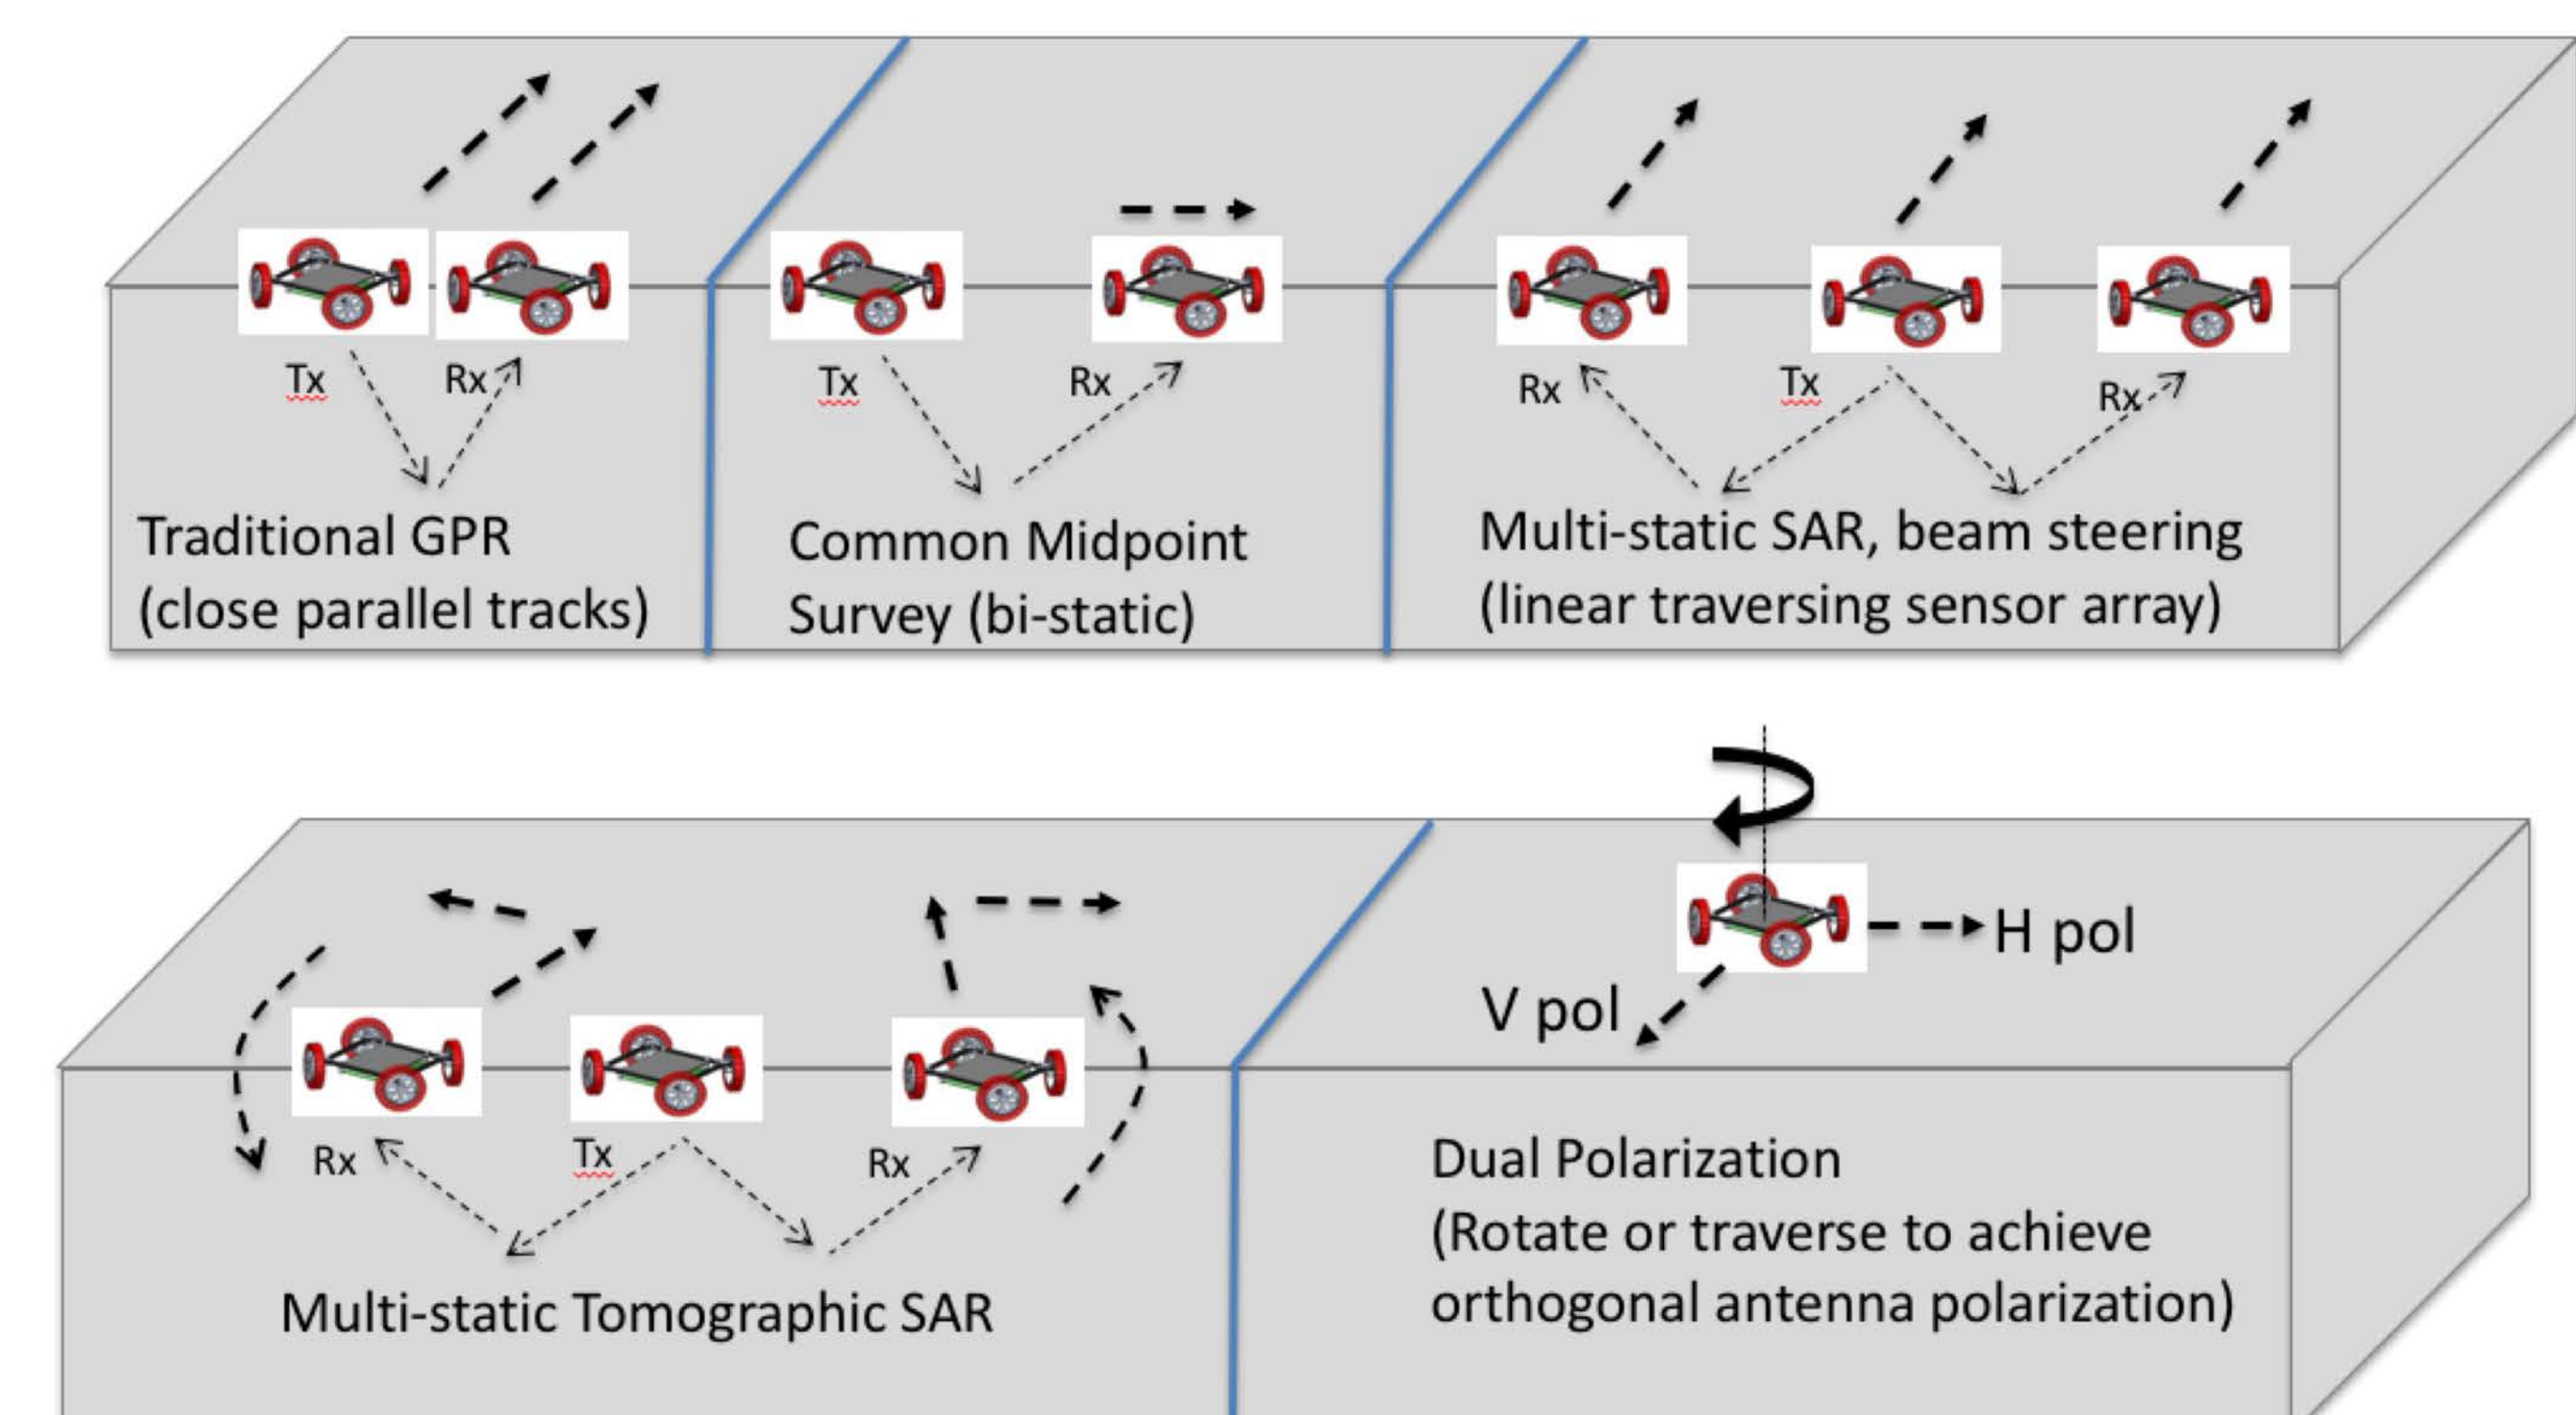 Tx
Rx
Traditional GPR
(close parallel tracks)
Tx
Rx
Common Midpoint
Survey (bi-static)
Rx
Tx
Rx
Multi-static SAR, beam steering
(linear traversing sensor array)
Rx
Tx
Rx
Multi-static Tomographic SAR
H pol
V pol
Dual Polarization
(Rotate or traverse to achieve
orthogonal antenna polarization)